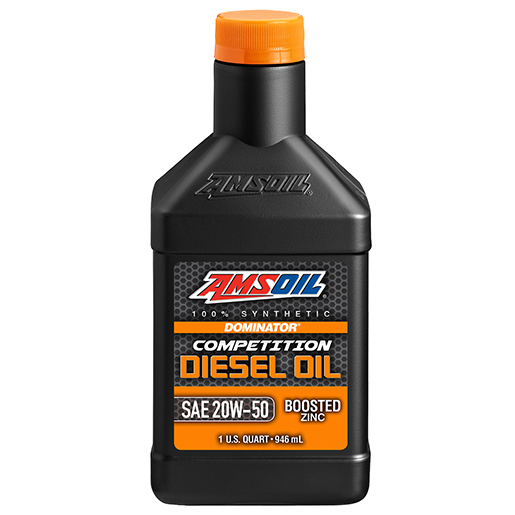 AMSOIL®
AMSOIL®
100% SYNTHETIC
DOMINATOR®
COMPETITION
DIESEL OIL
SAE 20W-50 BOOSTED
ZINC
1 U.S. QUART • 946 mL